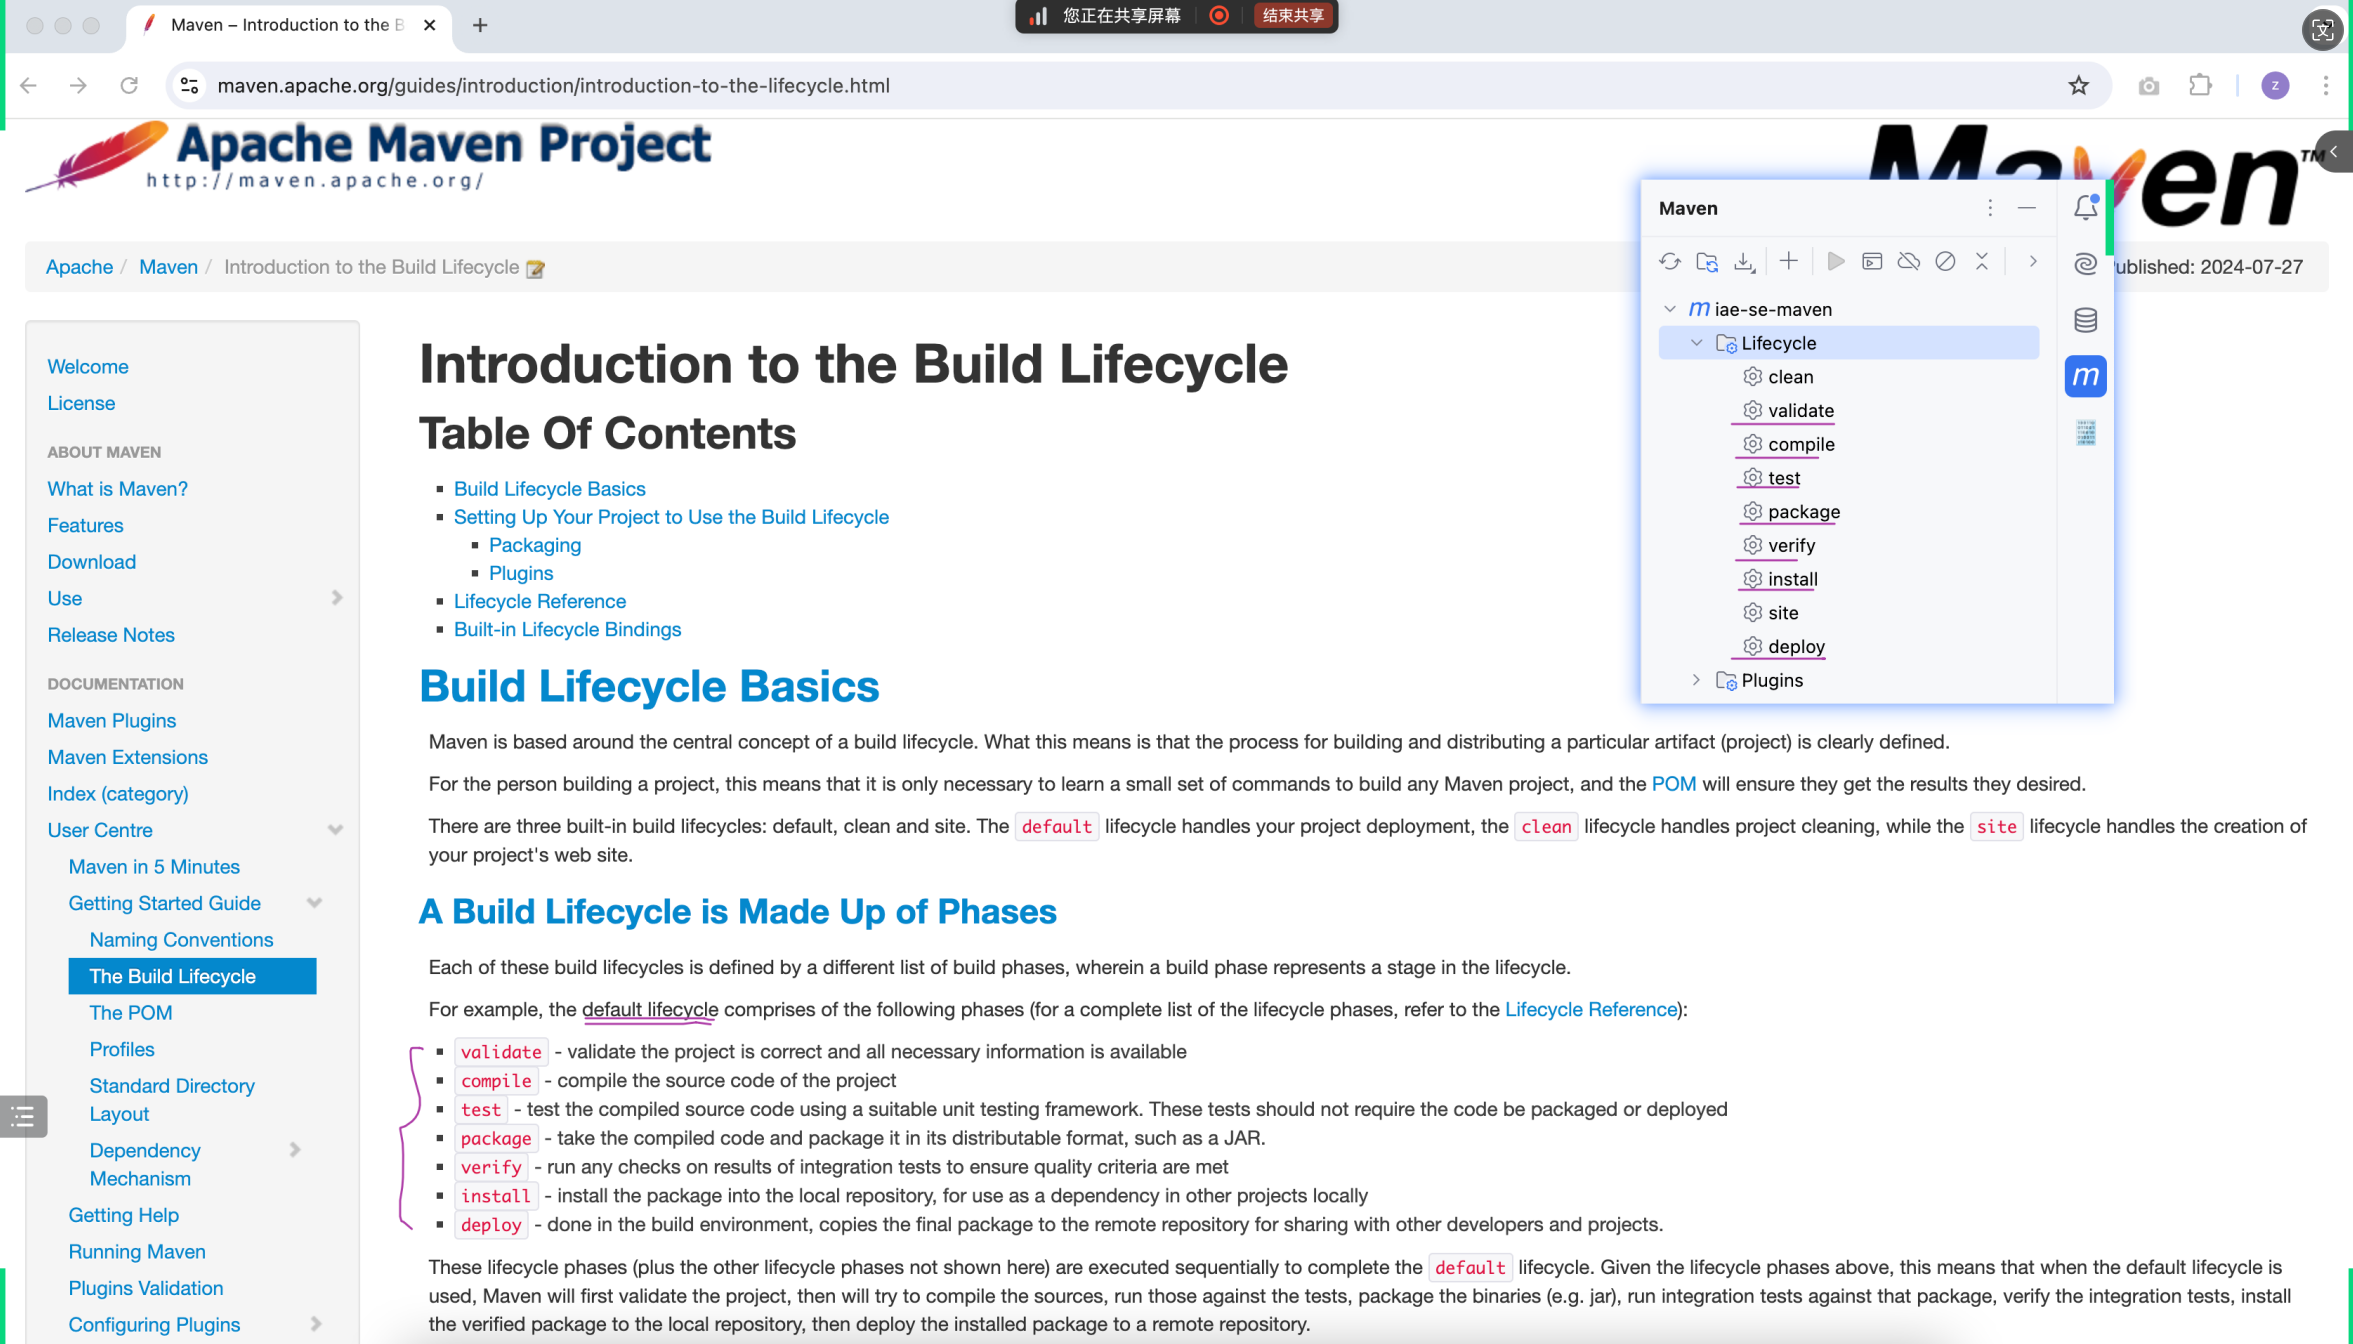 Maven – Introduction to the B
您正在共享屏幕
结束共享
maven.apache.org/guides/introduction/introduction-to-the-lifecycle.html
z
Apache Maven Project
http://maven.apache.org/
Maven™
Apache / Maven / Introduction to the Build Lifecycle
ublished: 2024-07-27
Welcome
License
ABOUT MAVEN
What is Maven?
Features
Download
Use
Release Notes
DOCUMENTATION
Maven Plugins
Maven Extensions
Index (category)
User Centre
Maven in 5 Minutes
Getting Started Guide
Naming Conventions
The Build Lifecycle
The POM
Profiles
Standard Directory
Layout
Dependency
Mechanism
Getting Help
Running Maven
Plugins Validation
Configuring Plugins
Introduction to the Build Lifecycle
Table Of Contents
Build Lifecycle Basics
Setting Up Your Project to Use the Build Lifecycle
Packaging
Plugins
Lifecycle Reference
Built-in Lifecycle Bindings
Maven
m iae-se-maven
Lifecycle
clean
validate
compile
test
package
verify
install
site
deploy
Plugins
m
Build Lifecycle Basics
Maven is based around the central concept of a build lifecycle. What this means is that the process for building and distributing a particular artifact (project) is clearly defined.
For the person building a project, this means that it is only necessary to learn a small set of commands to build any Maven project, and the POM will ensure they get the results they desired.
There are three built-in build lifecycles: default, clean and site. The default lifecycle handles your project deployment, the clean lifecycle handles project cleaning, while the site lifecycle handles the creation of
your project's web site.
A Build Lifecycle is Made Up of Phases
Each of these build lifecycles is defined by a different list of build phases, wherein a build phase represents a stage in the lifecycle.
For example, the default lifecycle comprises of the following phases (for a complete list of the lifecycle phases, refer to the Lifecycle Reference):
validate - validate the project is correct and all necessary information is available
compile - compile the source code of the project
test - test the compiled source code using a suitable unit testing framework. These tests should not require the code be packaged or deployed
package - take the compiled code and package it in its distributable format, such as a JAR.
verify - run any checks on results of integration tests to ensure quality criteria are met
install - install the package into the local repository, for use as a dependency in other projects locally
deploy - done in the build environment, copies the final package to the remote repository for sharing with other developers and projects.
These lifecycle phases (plus the other lifecycle phases not shown here) are executed sequentially to complete the default lifecycle. Given the lifecycle phases above, this means that when the default lifecycle is
used, Maven will first validate the project, then will try to compile the sources, run those against the tests, package the binaries (e.g. jar), run integration tests against that package, verify the integration tests, install
the verified package to the local repository, then deploy the installed package to a remote repository.